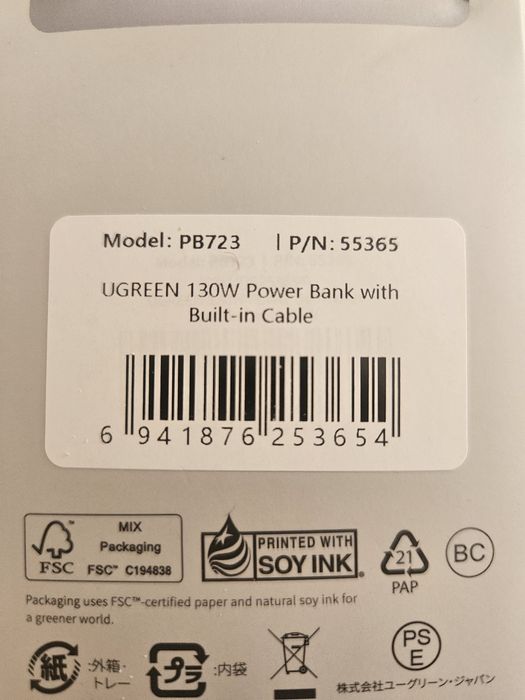 Model: PB723 | P/N: 55365
UGREEN 130W Power Bank with
Built-in Cable
6 941876 253654
FSC™ MIX
Packaging
FSC™ C194838
PRINTED WITH
SOY INK®
21
PAP
BC
Packaging uses FSC™-certified paper and natural soy ink for
a greener world.
紙 :外箱・
トレー
プラ :内袋
PS
E
株式会社ユーグリーン・ジャパン